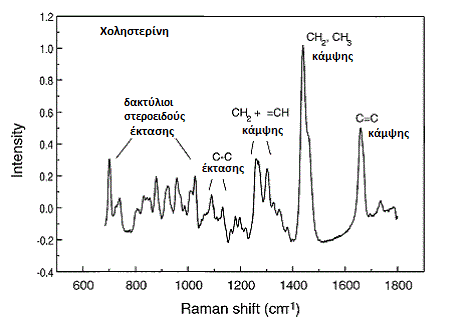 Χοληστερίνη
δακτύλιοι
στεροειδούς
έκτασης
C-C
έκτασης
CH2 + =CH
κάμψης
CH2, CH3
κάμψης
C=C
κάμψης
Intensity
1.2
1.0
0.8
0.6
0.4
0.2
0.0
-0.2
-0.4
600 800 1000 1200 1400 1600 1800
Raman shift (cm-1)